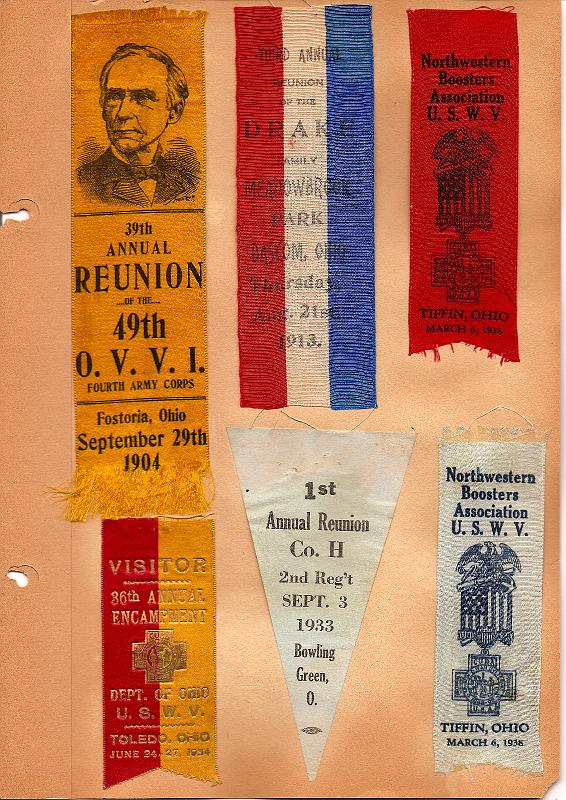 39th
ANNUAL
REUNION
OF THE
49th
O. V. V. I.
FOURTH ARMY CORPS
Fostoria, Ohio
September 29th
1904
THIRD ANNUAL
REUNION
OF THE
DRAKE
FAMILY
MEADOWBROOK
PARK
BASCOM, OHIO
Thursday,
Aug. 21st,
1913.
Northwestern
Boosters
Association
U. S. W. V.
TIFFIN, OHIO
MARCH 6, 1938
VISITOR
36th ANNUAL
ENCAMPMENT
DEPT. OF OHIO
U. S. W. V.
TOLEDO, OHIO
JUNE 24-27, 1934
1st
Annual Reunion
Co. H
2nd Reg't
SEPT. 3
1933
Bowling
Green,
O.
Northwestern
Boosters
Association
U. S. W. V.
TIFFIN, OHIO
MARCH 6, 1938